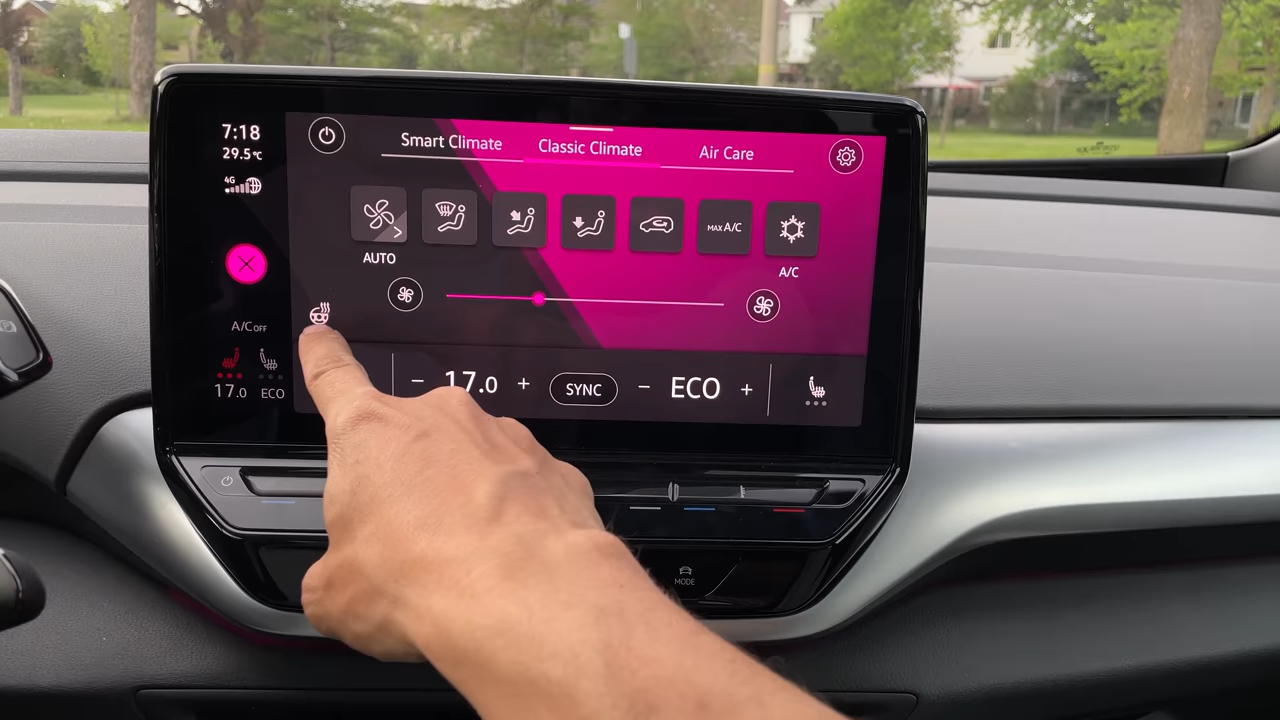 7:18
29.5°C
4G
Smart Climate
Classic Climate
Air Care
MAX A/C
AUTO
A/C
A/C OFF
17.0 ECO
- 17.0 +
SYNC
- ECO +
MODE